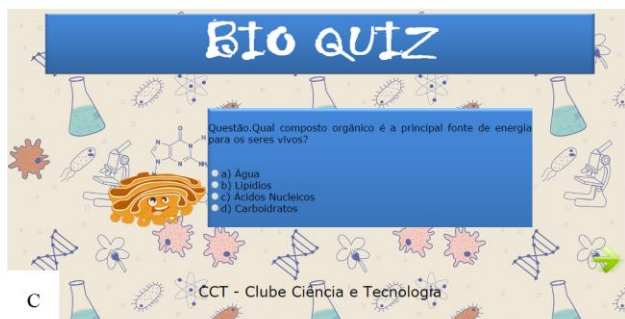 BIO QUIZ
Questão.Qual composto orgânico é a principal fonte de energia
para os seres vivos?
a) Água
b) Lipídios
c) Ácidos Nucleicos
d) Carboidratos
C
CCT - Clube Ciência e Tecnologia